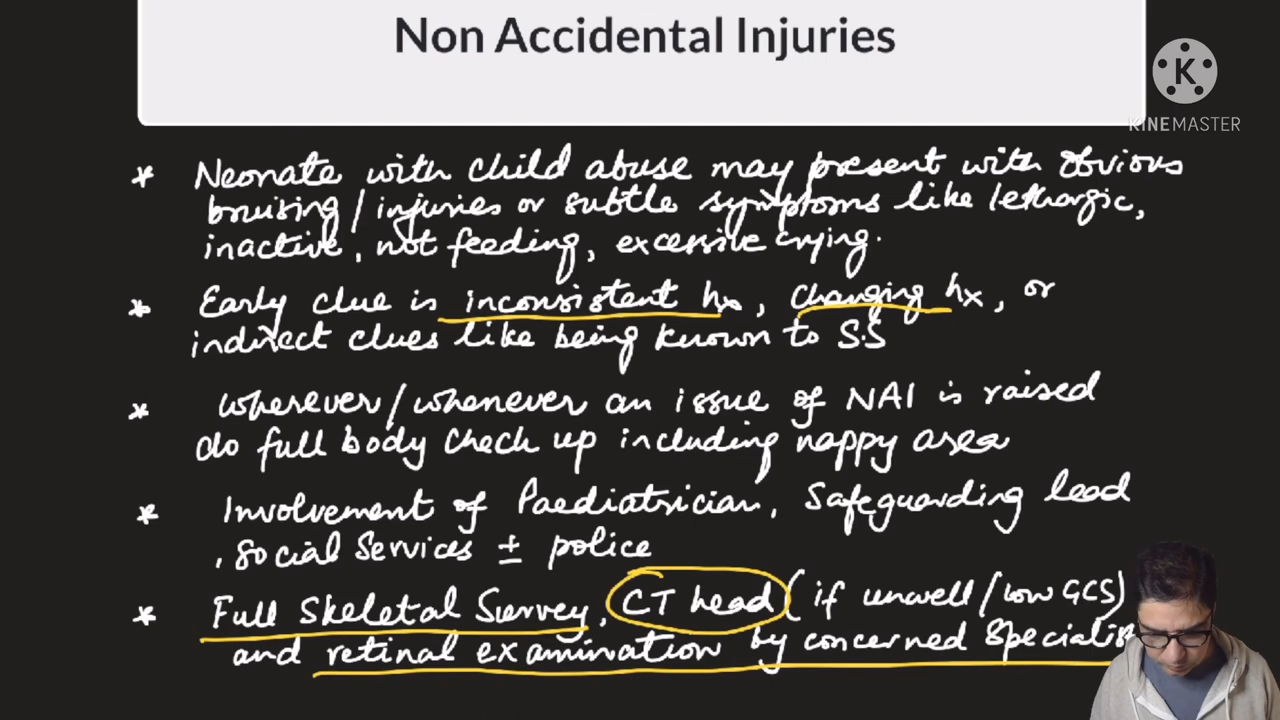 Non Accidental Injuries
K
KINEMASTER
* Neonate with child abuse may present with obvious
bruising/injuries or subtle symptoms like lethargic,
inactive, not feeding, excessive crying.
* Early clue is inconsistent hx, changing hx, or
indirect clues like being known to S.S
* wherever/whenever an issue of NAI is raised
do full body check up including nappy area
* Involvement of Paediatrician, Safeguarding lead
, Social Services ± police
* Full Skeletal Survey, CT head (if unwell/low GCS)
and retinal examination by concerned